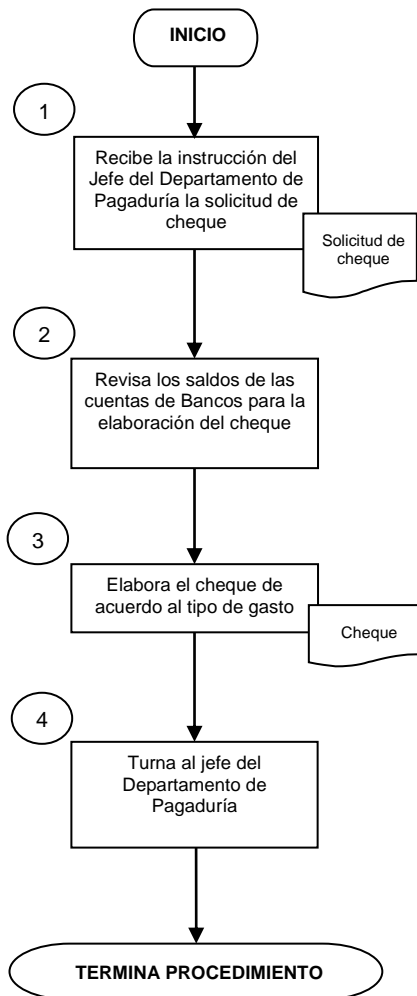 INICIO
1
Recibe la instrucción del
Jefe del Departamento de
Pagaduría la solicitud de
cheque
Solicitud de
cheque
2
Revisa los saldos de las
cuentas de Bancos para la
elaboración del cheque
3
Elabora el cheque de
acuerdo al tipo de gasto
Cheque
4
Turna al jefe del
Departamento de
Pagaduría
TERMINA PROCEDIMIENTO